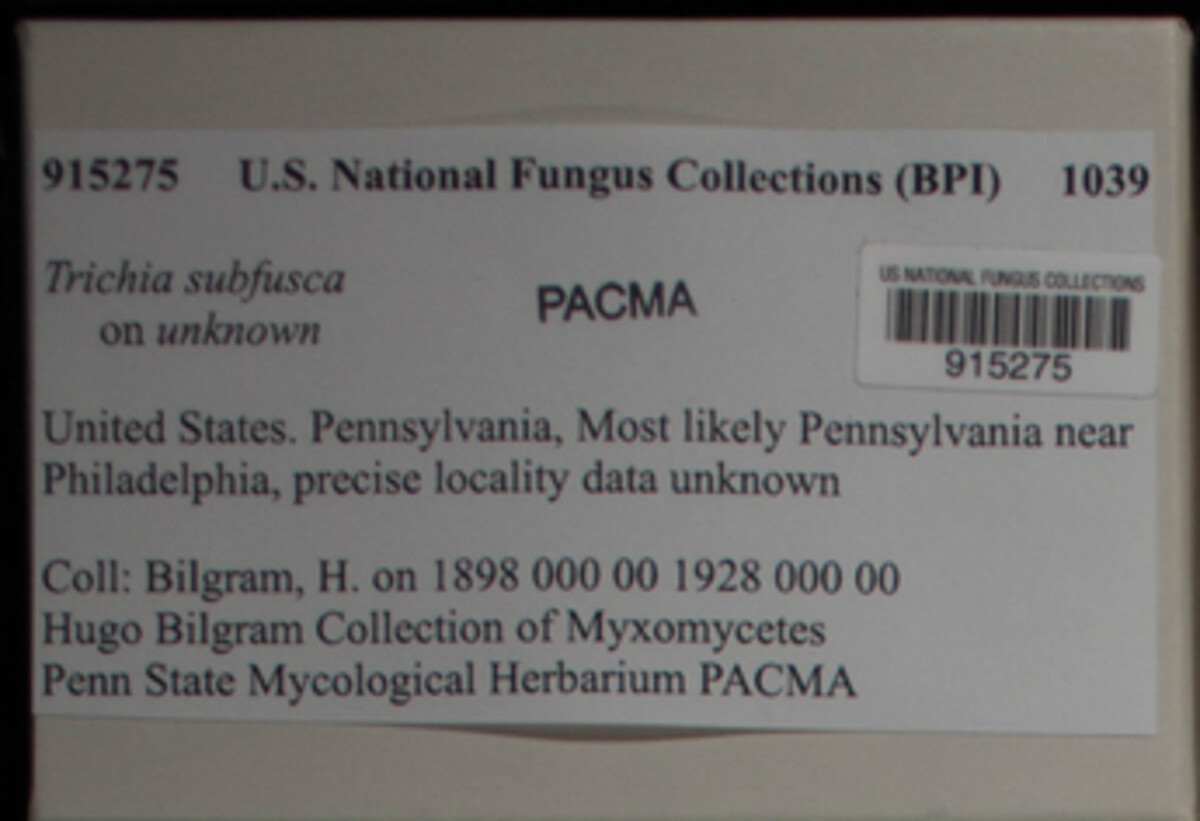 915275 U.S. National Fungus Collections (BPI) 1039
Trichia subfusca
on unknown
PACMA
US NATIONAL FUNGUS COLLECTIONS
915275
United States. Pennsylvania, Most likely Pennsylvania near
Philadelphia, precise locality data unknown
Coll: Bilgram, H. on 1898 000 00 1928 000 00
Hugo Bilgram Collection of Myxomycetes
Penn State Mycological Herbarium PACMA